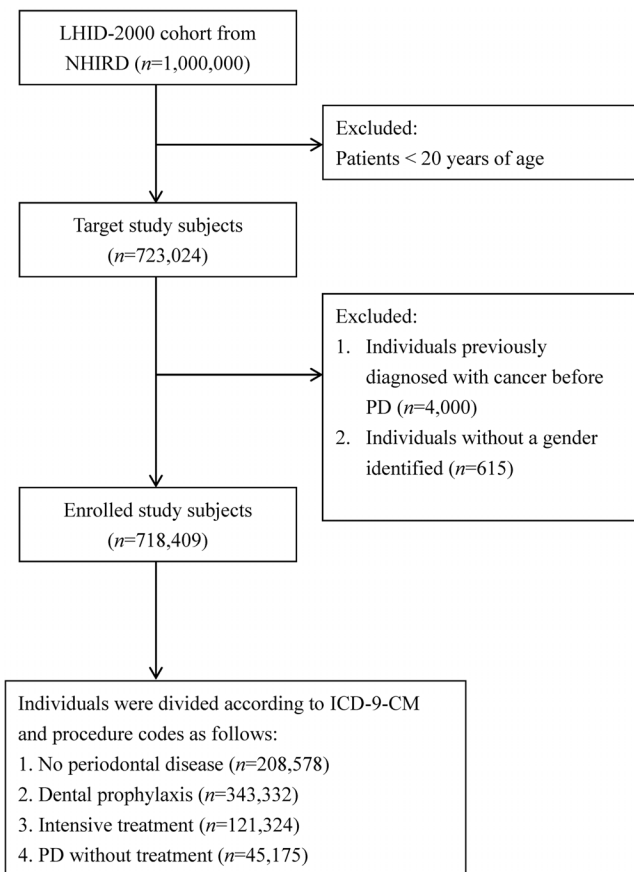 LHID-2000 cohort from
NHIRD (n=1,000,000)
Excluded:
Patients < 20 years of age
Target study subjects
(n=723,024)
Excluded:
1. Individuals previously
diagnosed with cancer before
PD (n=4,000)
2. Individuals without a gender
identified (n=615)
Enrolled study subjects
(n=718,409)
Individuals were divided according to ICD-9-CM
and procedure codes as follows:
1. No periodontal disease (n=208,578)
2. Dental prophylaxis (n=343,332)
3. Intensive treatment (n=121,324)
4. PD without treatment (n=45,175)